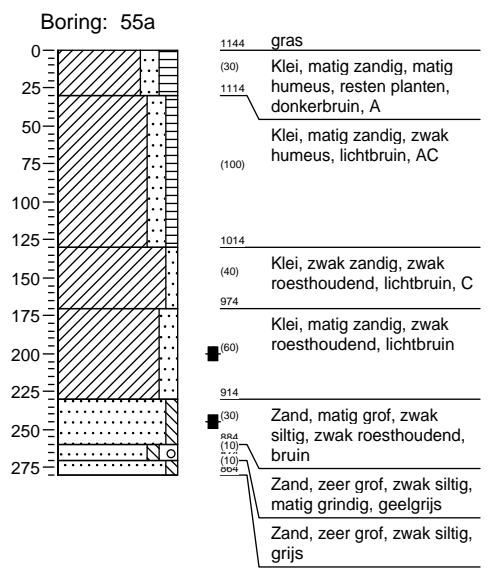 Boring: 55a
0
25
50
75
100
125
150
175
200
225
250
275
1144 gras
(30) Klei, matig zandig, matig
humeus, resten planten,
donkerbruin, A
1114
Klei, matig zandig, zwak
humeus, lichtbruin, AC
(100)
1014
(40) Klei, zwak zandig, zwak
roesthoudend, lichtbruin, C
974
Klei, matig zandig, zwak
roesthoudend, lichtbruin
(60)
914
(30) Zand, matig grof, zwak
siltig, zwak roesthoudend,
bruin
884
(10)
(10)
864
Zand, zeer grof, zwak siltig,
matig grindig, geelgrijs
Zand, zeer grof, zwak siltig,
grijs